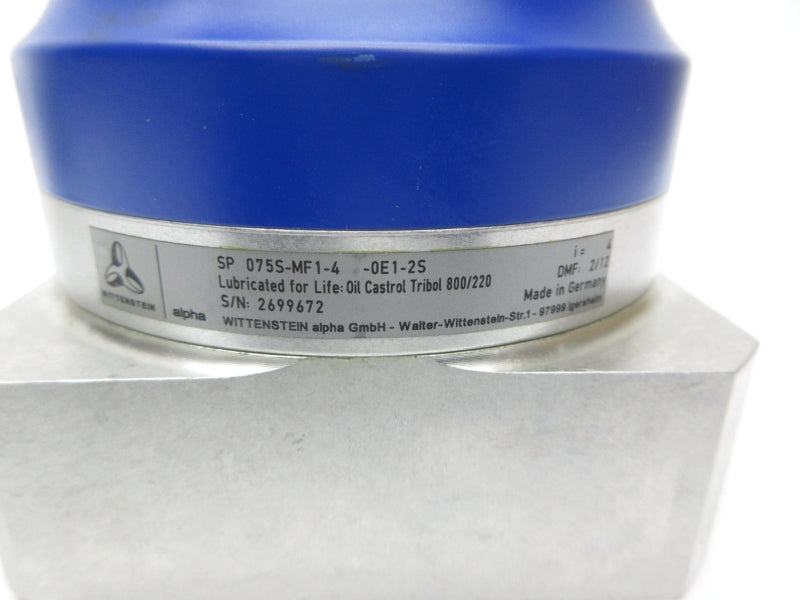 SP 075S-MF1-4 -0E1-2S i = 4
Lubricated for Life: Oil Castrol Tribol 800/220 DMF: 2/12
S/N: 2699672 Made in Germany
WITTENSTEIN alpha GmbH - Walter-Wittenstein-Str.1 - 97999 Igersheim
WITTENSTEIN
alpha